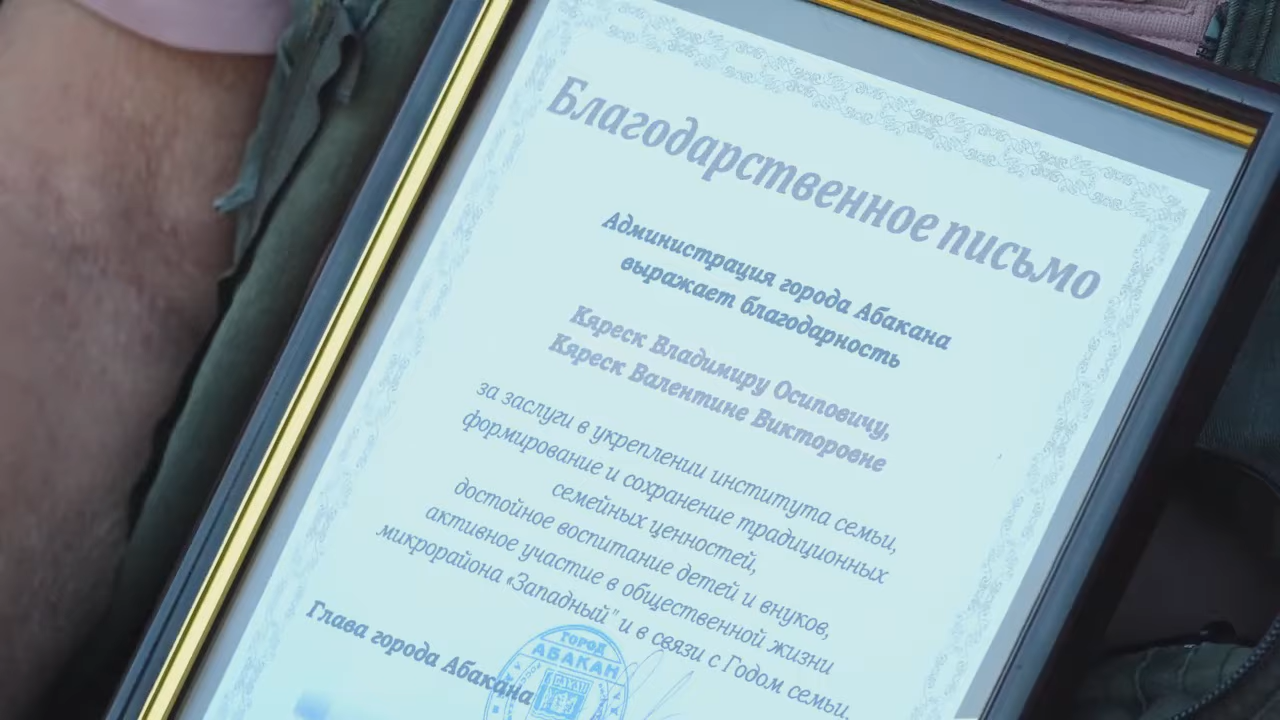 Благодарственное письмо
Администрация города Абакана
выражает благодарность
Кяреск Владимиру Осиповичу,
Кяреск Валентине Викторовне
за заслуги в укреплении института семьи,
формирование и сохранение традиционных
семейных ценностей,
достойное воспитание детей и внуков,
активное участие в общественной жизни
микрорайона «Западный" и в связи с Годом семьи.
Глава города Абакана
ГОРОД
АБАКАН